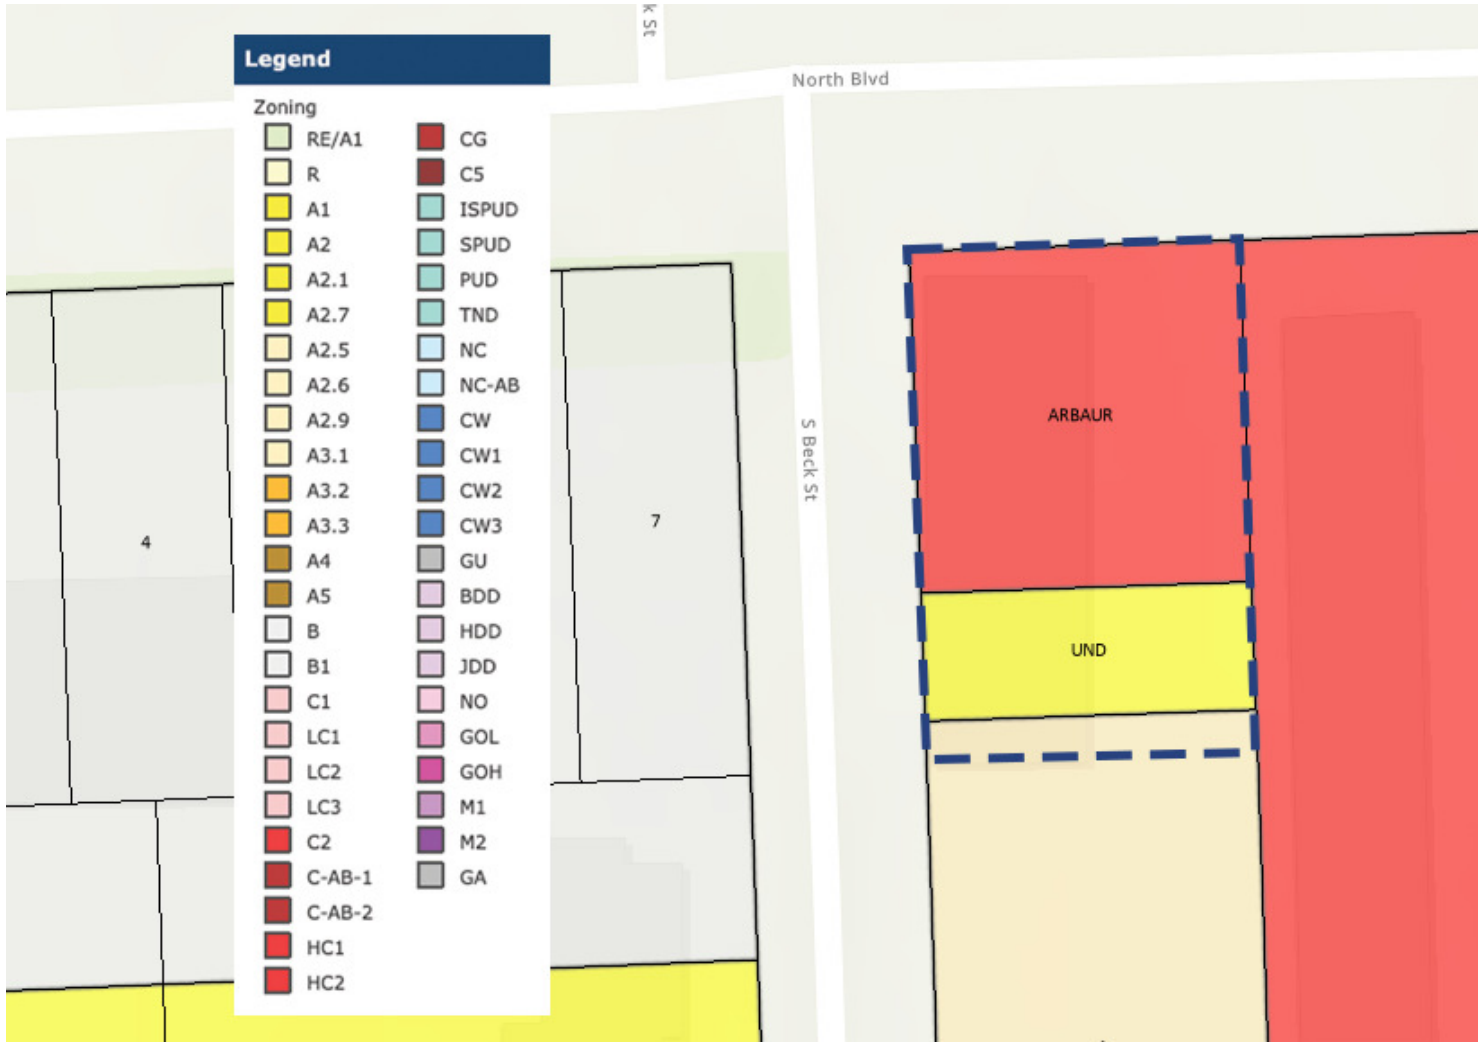 k St
North Blvd
Legend
Zoning
RE/A1
R
A1
A2
A2.1
A2.7
A2.5
A2.6
A2.9
A3.1
A3.2
A3.3
A4
A5
B
B1
C1
LC1
LC2
LC3
C2
C-AB-1
C-AB-2
HC1
HC2
CG
C5
ISPUD
SPUD
PUD
TND
NC
NC-AB
CW
CW1
CW2
CW3
GU
BDD
HDD
JDD
NO
GOL
GOH
M1
M2
GA
4
7
S Beck St
ARBAUR
UND